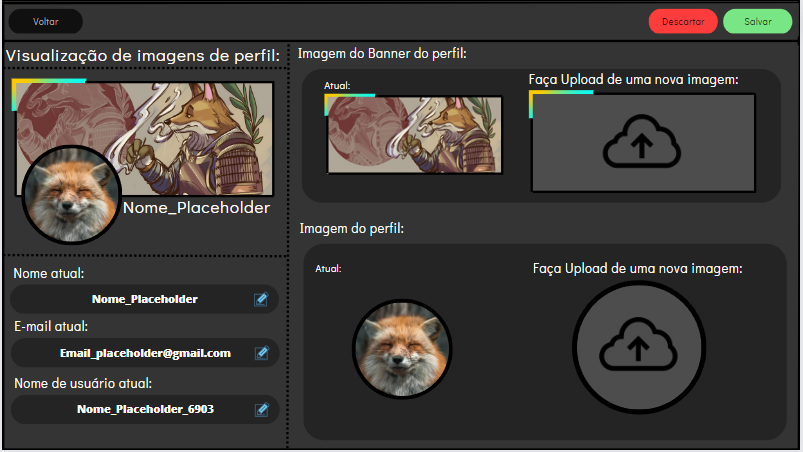 Voltar
Descartar
Salvar
Visualização de imagens de perfil:
Nome_Placeholder
Nome atual:
Nome_Placeholder
E-mail atual:
Email_placeholder@gmail.com
Nome de usuário atual:
Nome_Placeholder_6903
Imagem do Banner do perfil:
Atual:
Faça Upload de uma nova imagem:
Imagem do perfil:
Atual:
Faça Upload de uma nova imagem: